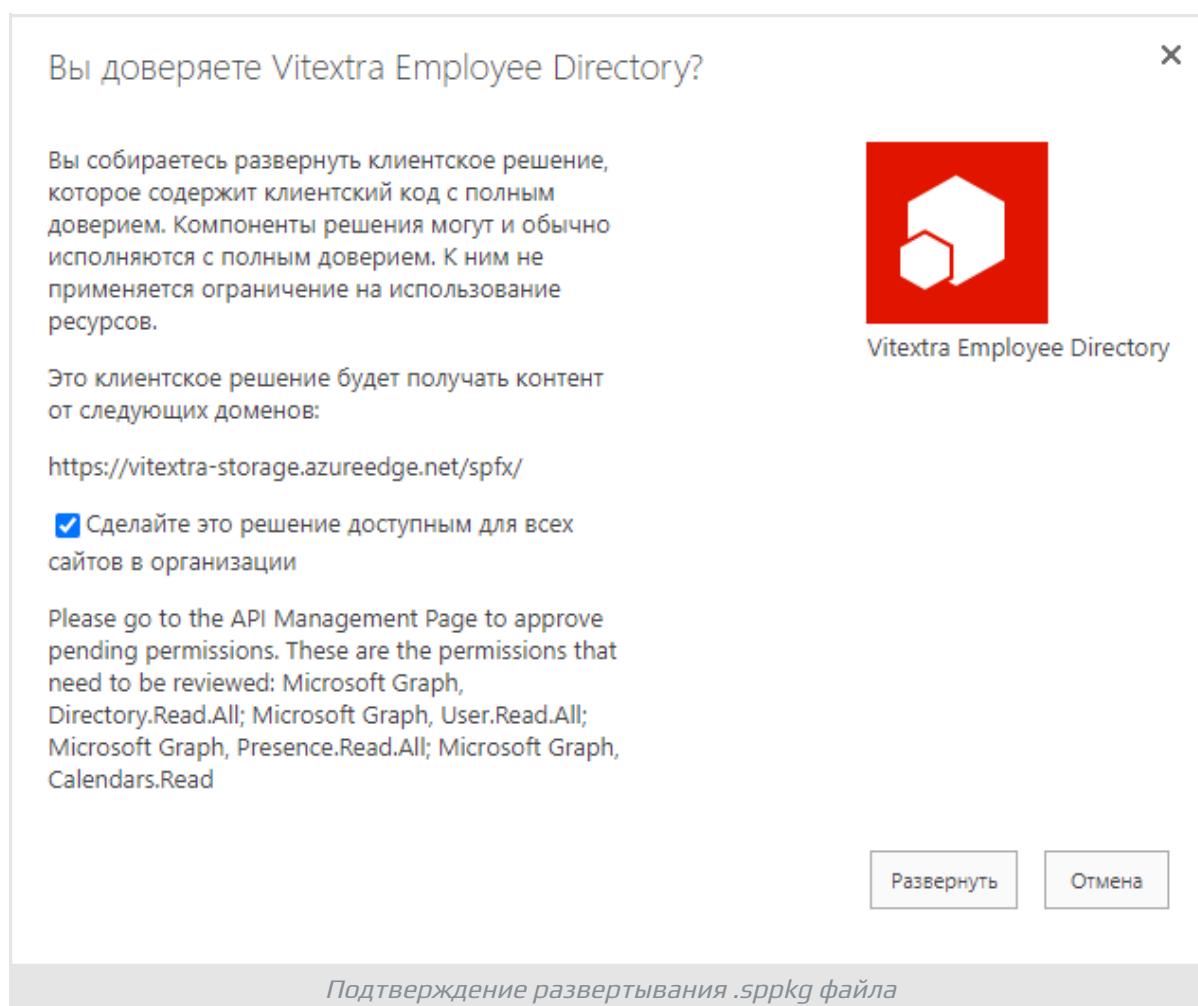 Вы доверяете Vitextra Employee Directory?
Вы собираетесь развернуть клиентское решение,
которое содержит клиентский код с полным
доверием. Компоненты решения могут и обычно
исполняются с полным доверием. К ним не
применяется ограничение на использование
ресурсов.
Vitextra Employee Directory
Это клиентское решение будет получать контент
от следующих доменов:
https://vitextra-storage.azureedge.net/spfx/
Сделайте это решение доступным для всех
сайтов в организации
Please go to the API Management Page to approve
pending permissions. These are the permissions that
need to be reviewed: Microsoft Graph,
Directory.Read.All; Microsoft Graph, User.Read.All;
Microsoft Graph, Presence.Read.All; Microsoft Graph,
Calendars.Read
Развернуть
Отмена
Подтверждение развертывания .sppkg файла